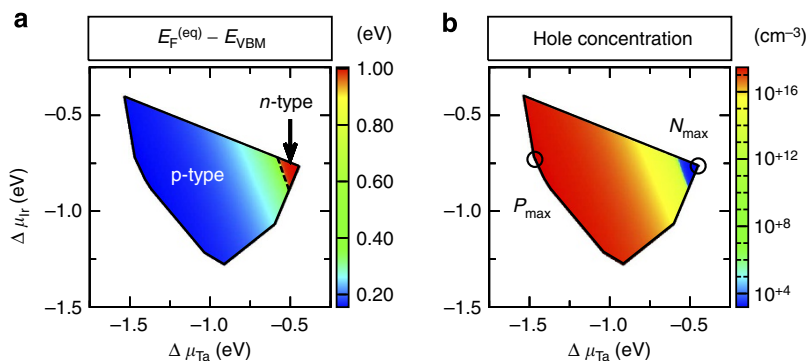 a
E_F^(eq) – E_VBM
(eV)
1.00
0.80
0.60
0.40
0.20
n-type
p-type
–0.5
–1.0
–1.5
Δ μ_Ir (eV)
–1.5
–1.0
–0.5
Δ μ_Ta (eV)
b
Hole concentration
(cm⁻³)
10⁺¹⁶
10⁺¹²
10⁺⁸
10⁺⁴
N_max
P_max
–0.5
–1.0
–1.5
–1.5
–1.0
–0.5
Δ μ_Ta (eV)